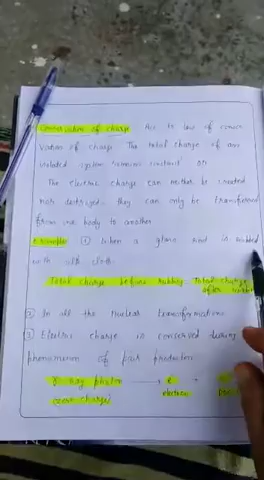 Conservation of charge Acc to law of conser
vation of charge The total charge of an
isolated system remains constant or
The electric charge can neither be created
nor destroyed they can only be transferred
from one body to another
Example ① When a glass rod is rubbed
with silk cloth
Total charge before rubbing Total charge
after
② In all the nuclear transformations
③ Electric charge is conserved during
phenomenon of pair production
γ-ray photon → e +
electron
(zero charge)